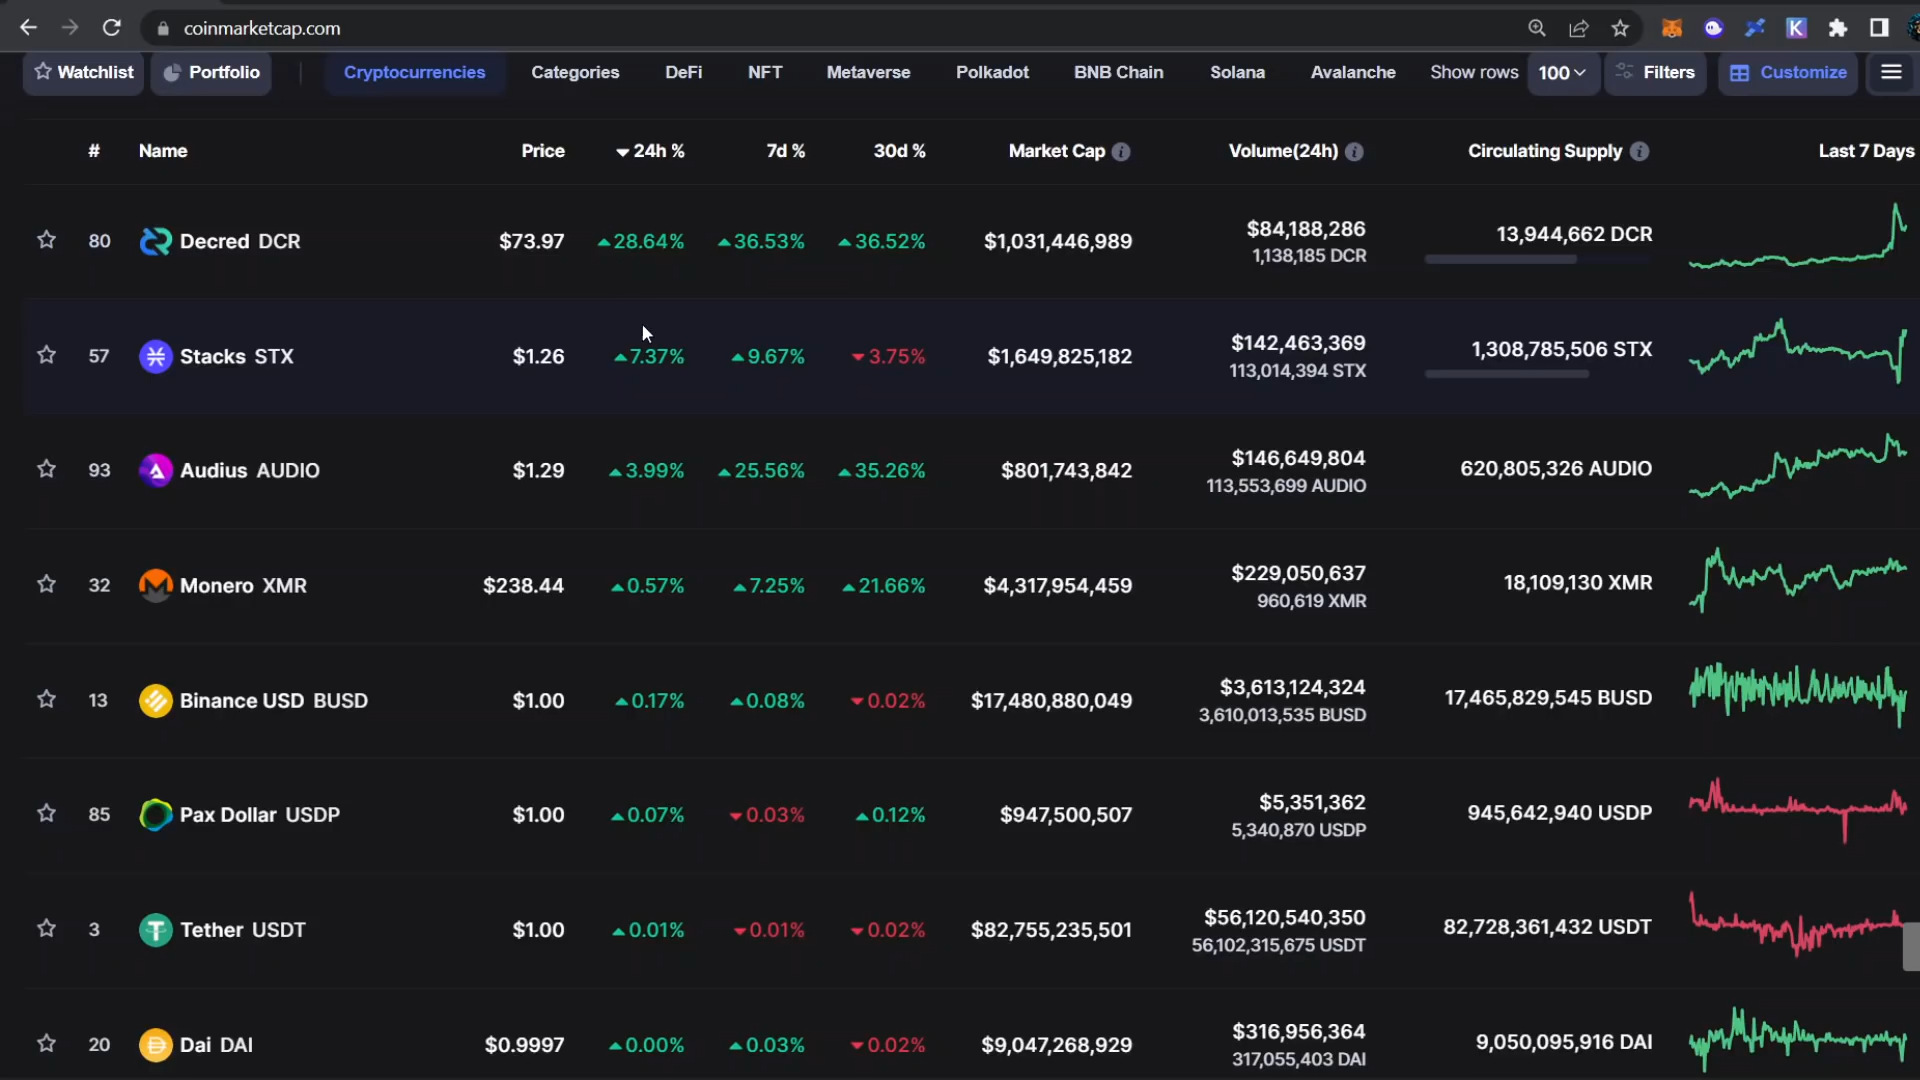 coinmarketcap.com
Watchlist Portfolio Cryptocurrencies Categories DeFi NFT Metaverse Polkadot BNB Chain Solana Avalanche Show rows 100 Filters Customize
# Name Price 24h % 7d % 30d % Market Cap Volume(24h) Circulating Supply Last 7 Days
80 Decred DCR $73.97 28.64% 36.53% 36.52% $1,031,446,989 $84,188,286 13,944,662 DCR
1,138,185 DCR
57 Stacks STX $1.26 7.37% 9.67% 3.75% $1,649,825,182 $142,463,369 1,308,785,506 STX
113,014,394 STX
93 Audius AUDIO $1.29 3.99% 25.56% 35.26% $801,743,842 $146,649,804 620,805,326 AUDIO
113,553,699 AUDIO
32 Monero XMR $238.44 0.57% 7.25% 21.66% $4,317,954,459 $229,050,637 18,109,130 XMR
960,619 XMR
13 Binance USD BUSD $1.00 0.17% 0.08% 0.02% $17,480,880,049 $3,613,124,324 17,465,829,545 BUSD
3,610,013,535 BUSD
85 Pax Dollar USDP $1.00 0.07% 0.03% 0.12% $947,500,507 $5,351,362 945,642,940 USDP
5,340,870 USDP
3 Tether USDT $1.00 0.01% 0.01% 0.02% $82,755,235,501 $56,120,540,350 82,728,361,432 USDT
56,102,315,675 USDT
20 Dai DAI $0.9997 0.00% 0.03% 0.02% $9,047,268,929 $316,956,364 9,050,095,916 DAI
317,055,403 DAI